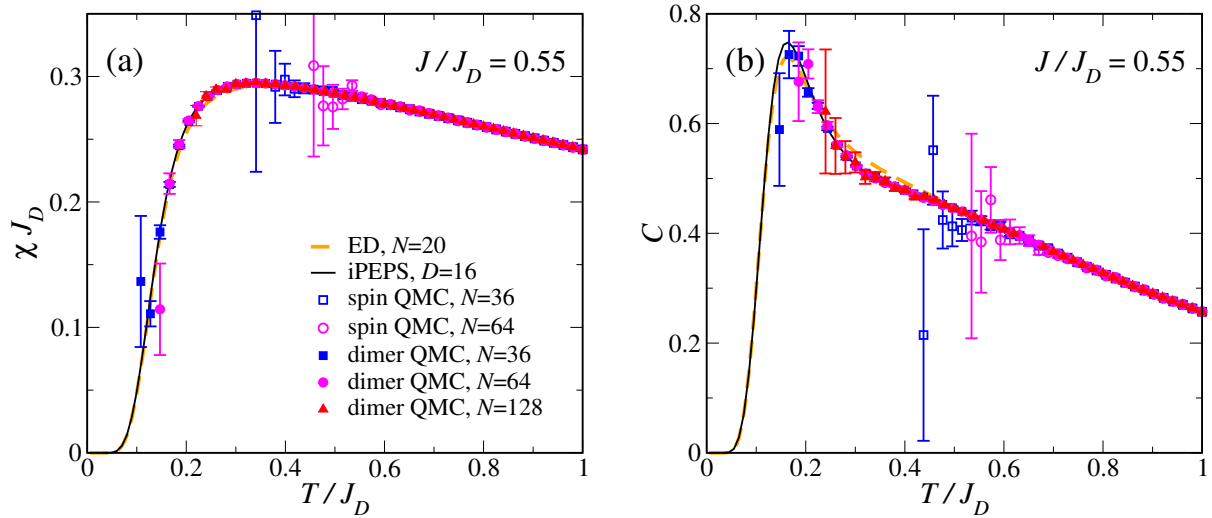 (a)
J / J_D = 0.55
0.3
0.2
0.1
0
χ J_D
ED, N=20
iPEPS, D=16
spin QMC, N=36
spin QMC, N=64
dimer QMC, N=36
dimer QMC, N=64
dimer QMC, N=128
0 0.2 0.4 0.6 0.8 1
T / J_D
(b)
J / J_D = 0.55
0.8
0.6
0.4
0.2
0
C
0 0.2 0.4 0.6 0.8 1
T / J_D